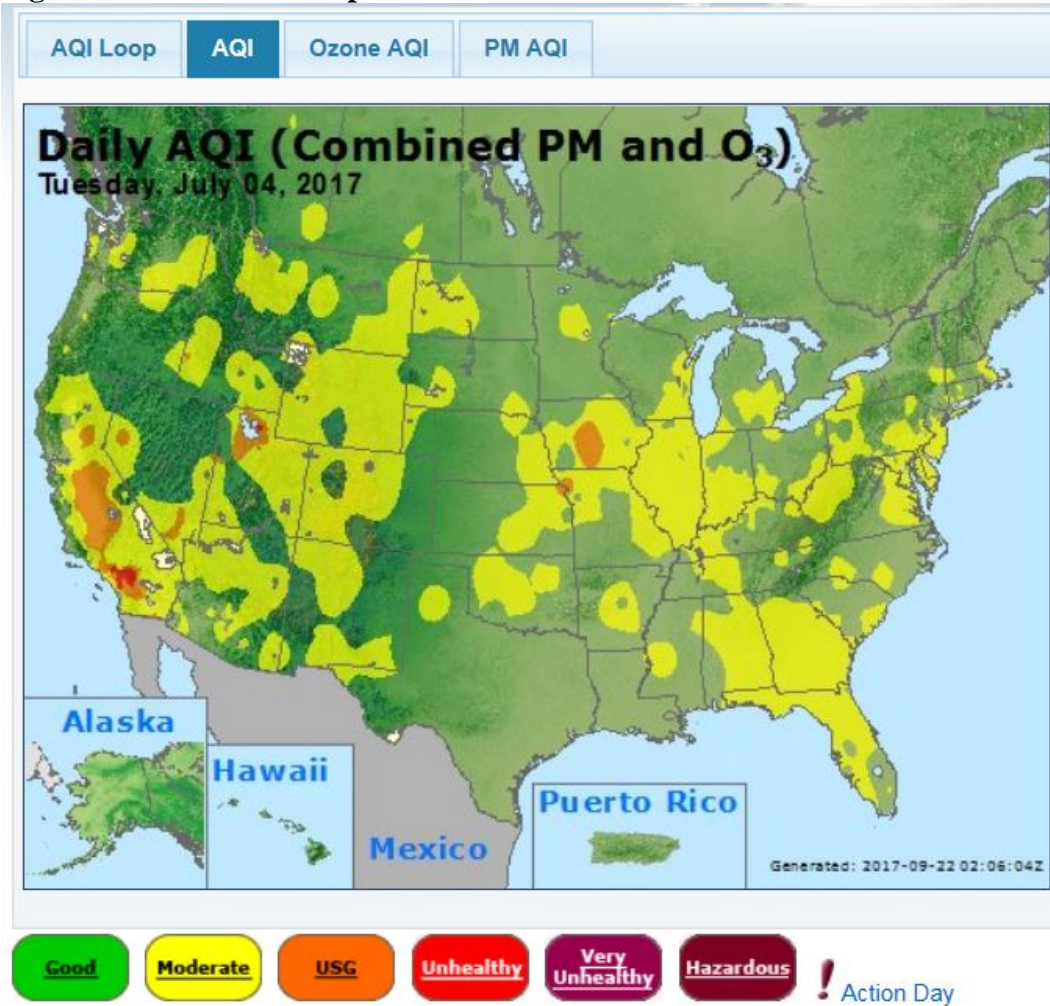 AQI Loop AQI Ozone AQI PM AQI
Daily AQI (Combined PM and O₃)
Tuesday, July 04, 2017
Alaska
Hawaii
Mexico
Puerto Rico
Generated: 2017-09-22 02:06:04Z
Good Moderate USG Unhealthy Very Unhealthy Hazardous ! Action Day